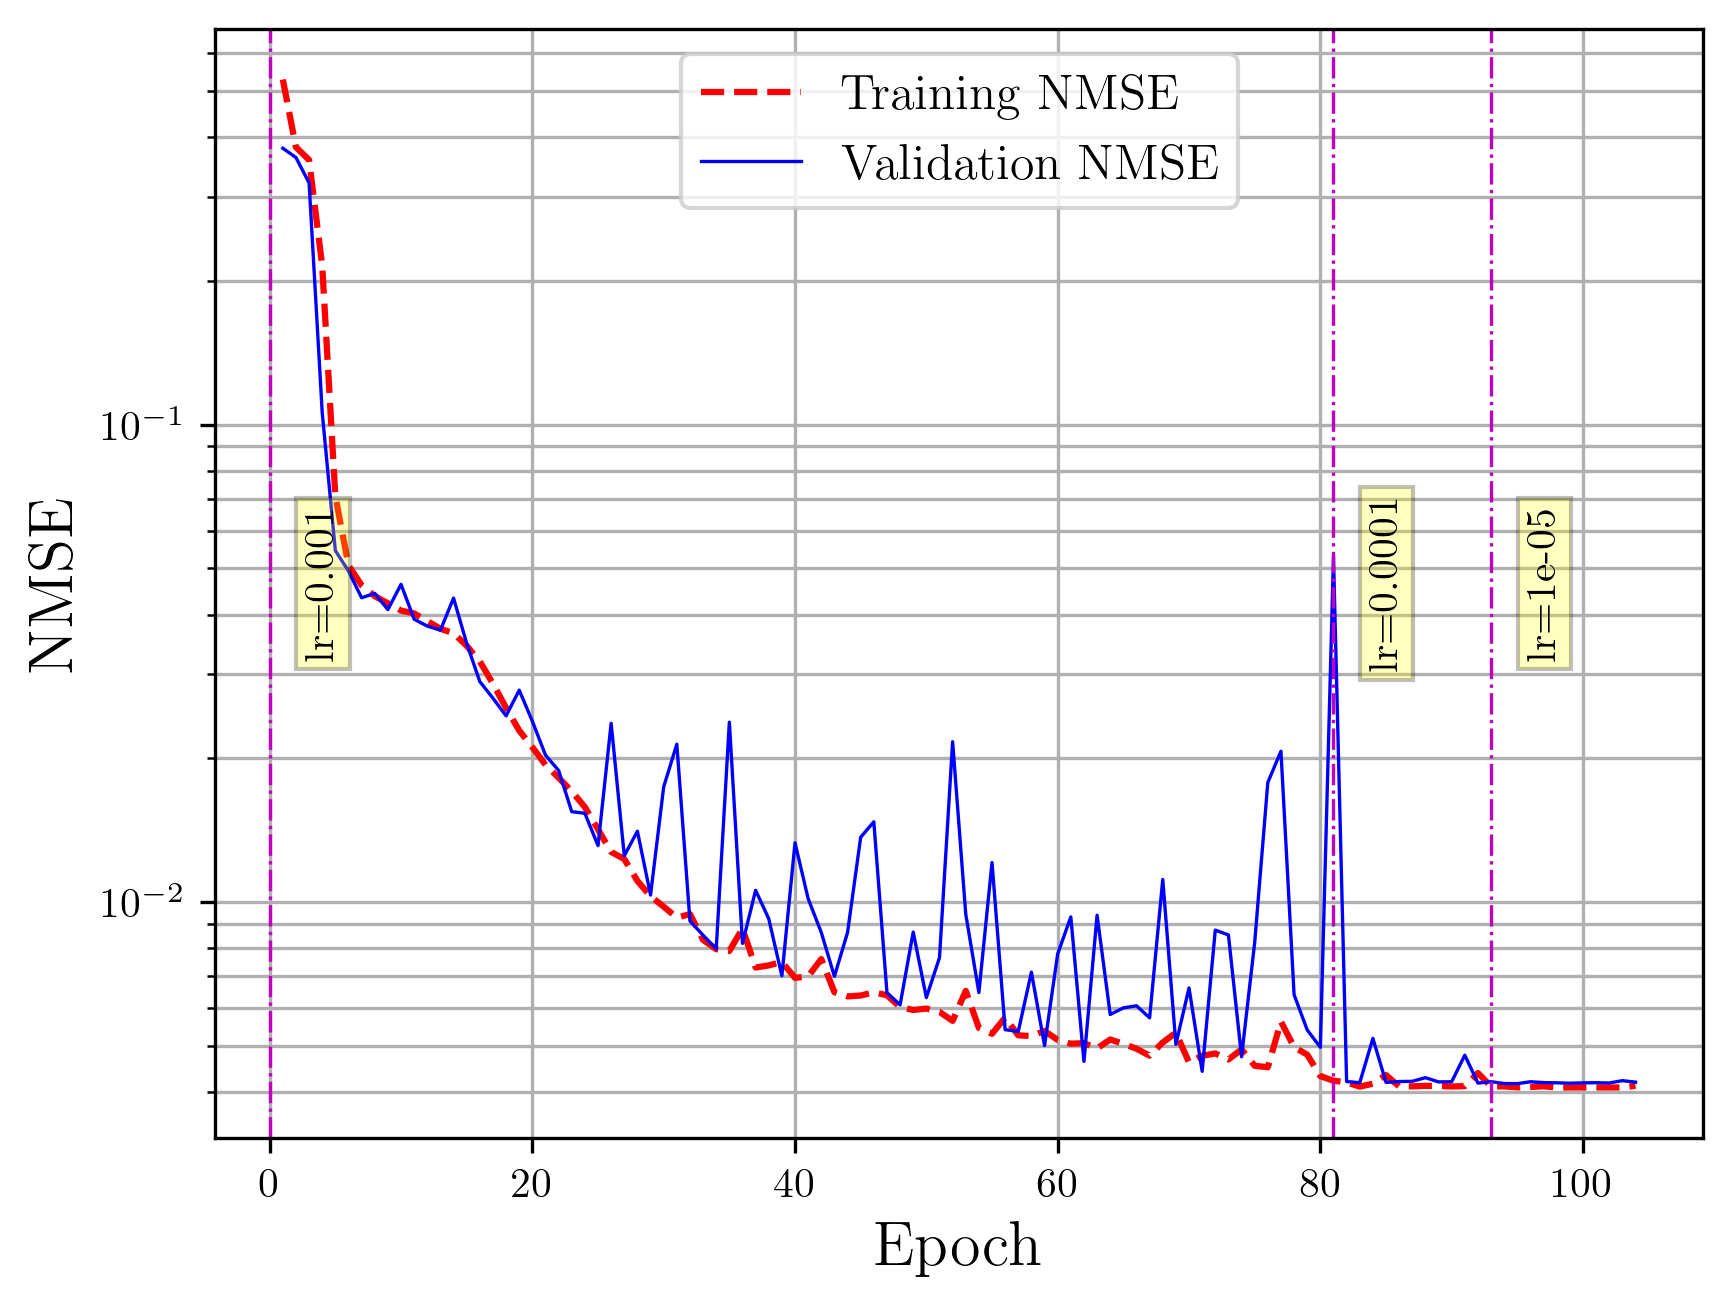 Training NMSE
Validation NMSE
NMSE
10⁻¹
10⁻²
lr=0.001
lr=0.0001
lr=1e-05
0 20 40 60 80 100
Epoch